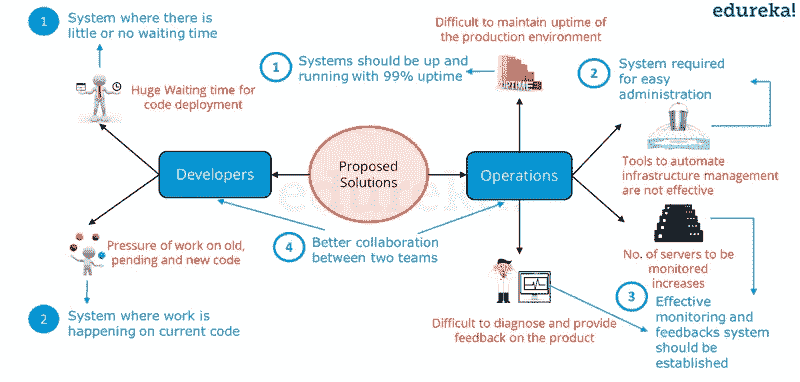 edureka!
1
System where there is
little or no waiting time
Huge Waiting time for
code deployment
Difficult to maintain uptime of
the production environment
1
Systems should be up and
running with 99% uptime
UPTIME
2
System required
for easy
administration
Tools to automate
infrastructure management
are not effective
Developers
Proposed
Solutions
Operations
edureka!
Pressure of work on old,
pending and new code
4
Better collaboration
between two teams
No. of servers to be
monitored
increases
2
System where work is
happening on current code
Difficult to diagnose and provide
feedback on the product
3
Effective
monitoring and
feedbacks system
should be
established